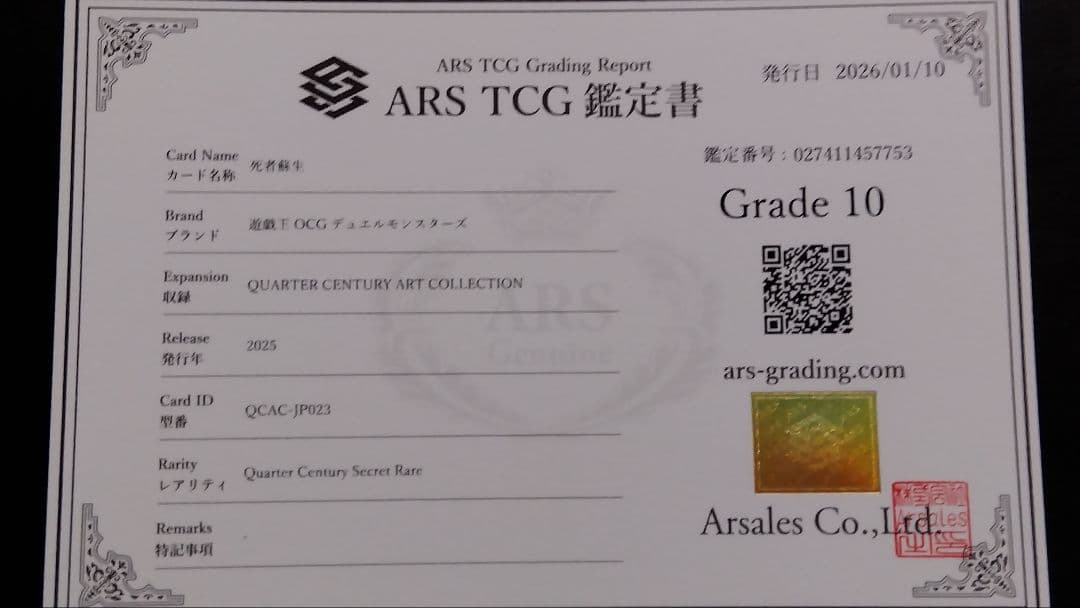 ARS TCG Grading Report
ARS TCG 鑑定書
発行日 2026/01/10
鑑定番号 : 027411457753
Grade 10
Card Name
カード名称
死者蘇生
Brand
ブランド
遊戯王 OCG デュエルモンスターズ
Expansion
収録
QUARTER CENTURY ART COLLECTION
Release
発行年
2025
Card ID
型番
QCAC-JP023
Rarity
レアリティ
Quarter Century Secret Rare
Remarks
特記事項
ARS
Genuine
ars-grading.com
Arsales Co.,Ltd.
Arsales